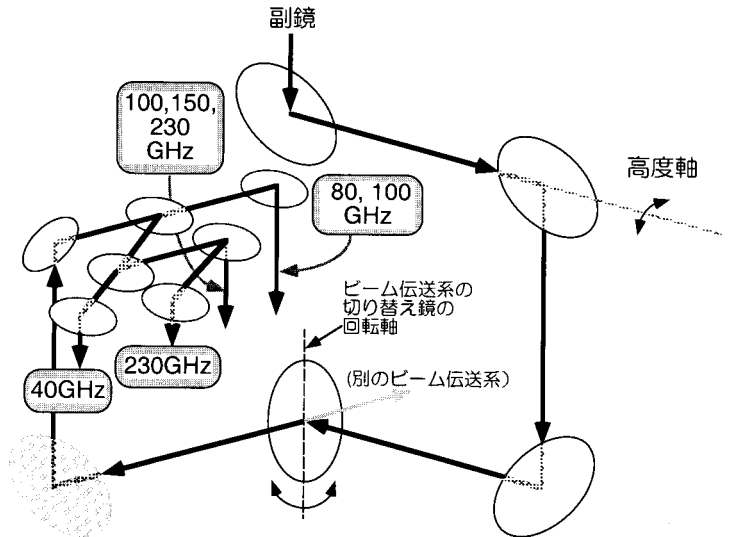 副鏡
100,150,
230
GHz
80, 100
GHz
高度軸
ビーム伝送系の
切り替え鏡の
回転軸
230GHz
(別のビーム伝送系)
40GHz